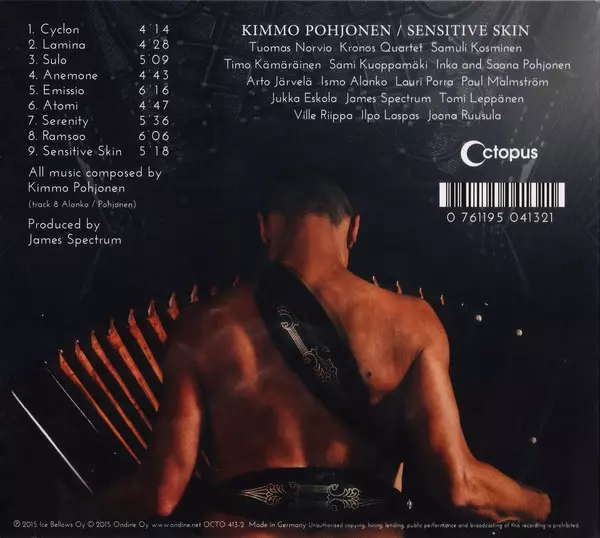 1. Cyclon 4'14
2. Lamina 4'28
3. Sulo 5'09
4. Anemone 4'43
5. Emissio 6'16
6. Atomi 4'47
7. Serenity 5'36
8. Ramsoo 6'06
9. Sensitive Skin 5'18
All music composed by
Kimmo Pohjonen
(track 8 Alanko / Pohjonen)
Produced by
James Spectrum
KIMMO POHJONEN / SENSITIVE SKIN
Tuomas Norvio Kronos Quartet Samuli Kosminen
Timo Kämäräinen Sami Kuoppamäki Inka and Saana Pohjonen
Arto Järvelä Ismo Alanko Lauri Porra Paul Malmström
Jukka Eskola James Spectrum Tomi Leppänen
Ville Riippa Ilpo Laspas Joona Ruusula
Octopus
0 761195 041321
℗ 2015 Ice Bellows Oy © 2015 Ondine Oy www.ondine.net OCTO 413-2 Made in Germany Unauthorized copying, hiring, lending, public performance and broadcasting of this recording is prohibited.